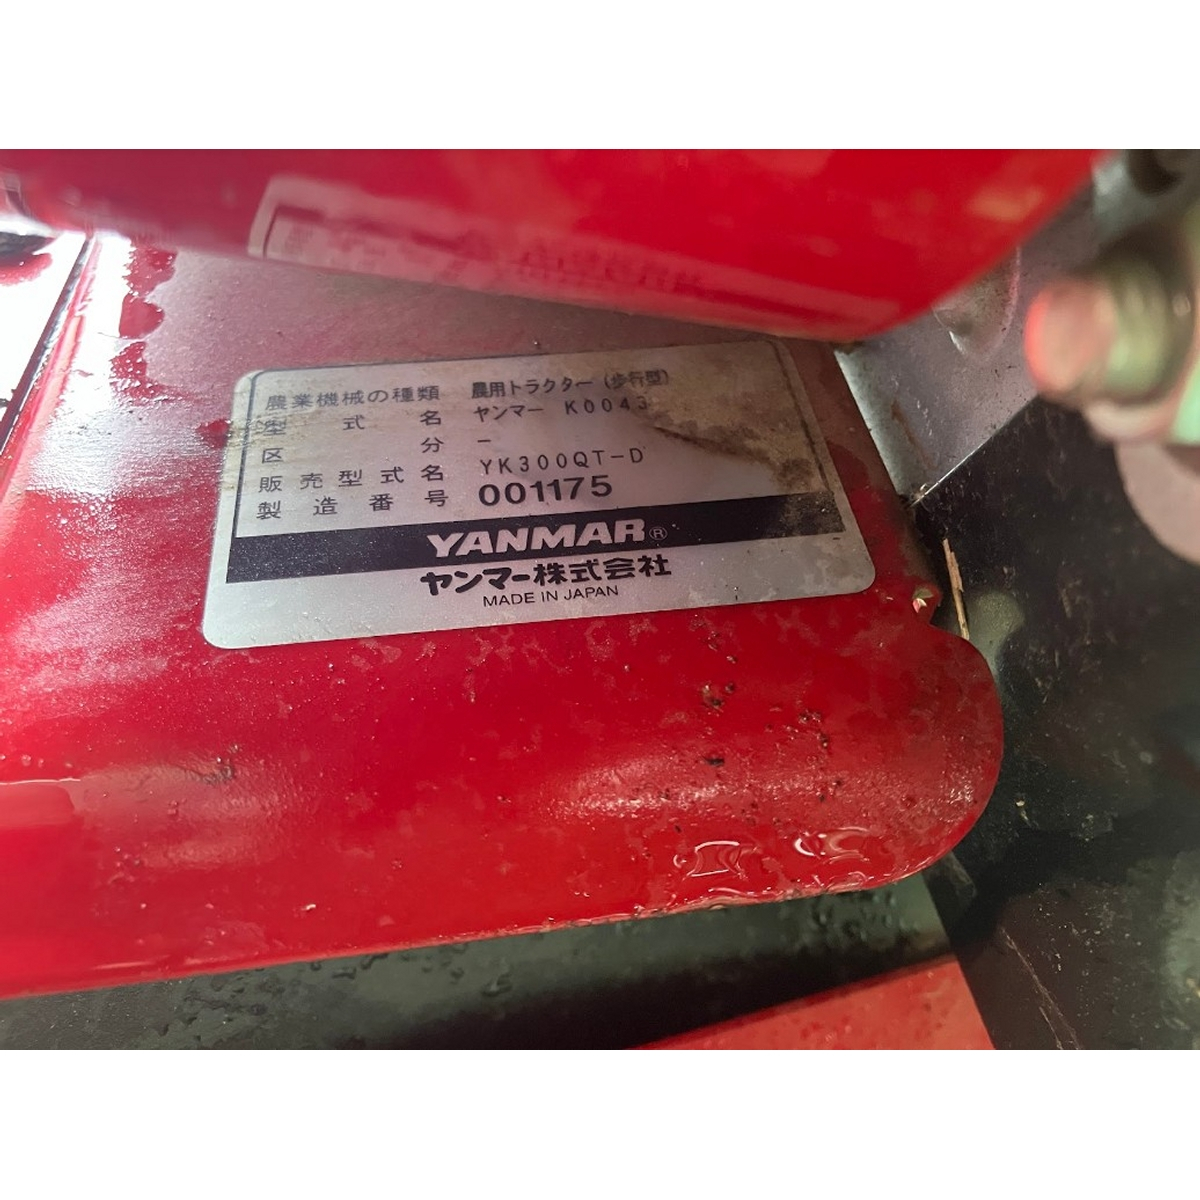 農業機械の種類 農用トラクター(歩行型)
型式名 ヤンマー K0043
区分 -
販売型式名 YK300QT-D
製造番号 001175
YANMAR®
ヤンマー株式会社
MADE IN JAPAN